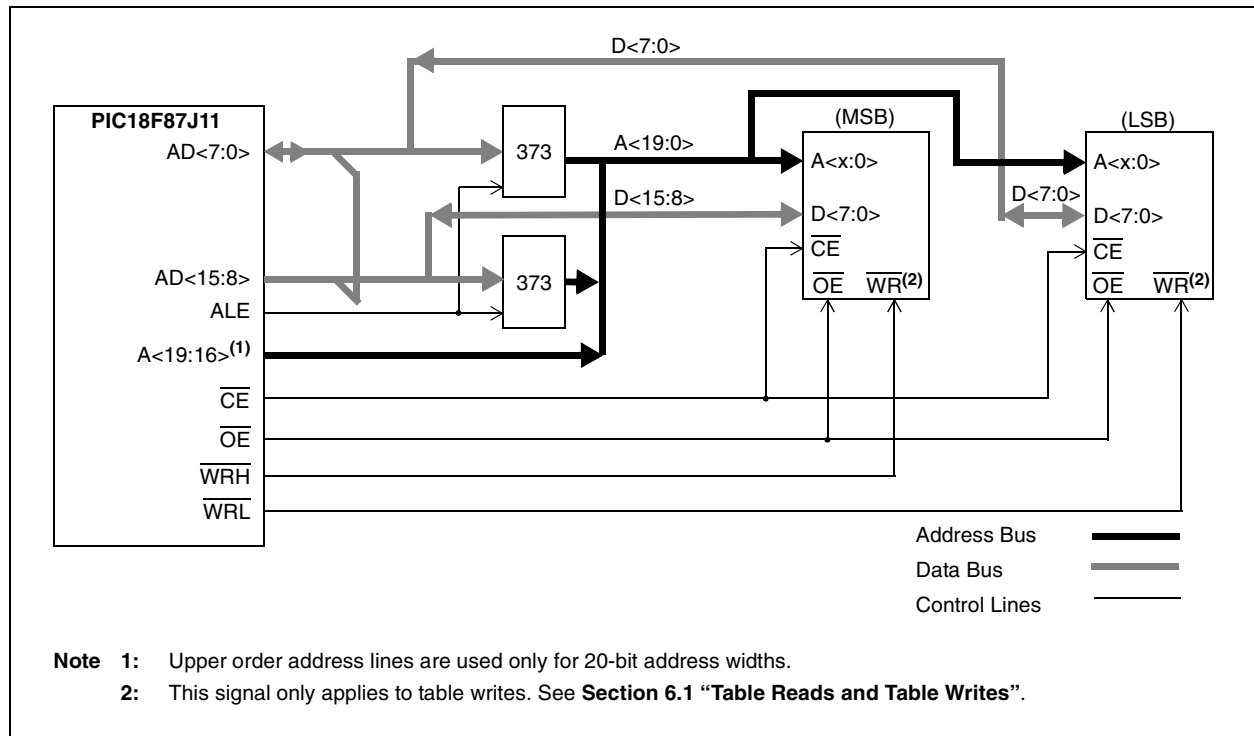 D<7:0>
PIC18F87J11
AD<7:0>
373
A<19:0>
(MSB)
(LSB)
A<x:0>
A<x:0>
D<15:8>
D<7:0>
D<7:0>
D<7:0>
CE
CE
AD<15:8>
373
OE
WR(2)
OE
WR(2)
ALE
A<19:16>(1)
CE
OE
WRH
WRL
Address Bus
Data Bus
Control Lines
Note 1: Upper order address lines are used only for 20-bit address widths.
2: This signal only applies to table writes. See Section 6.1 “Table Reads and Table Writes”.